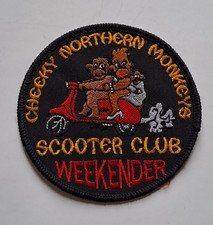 CHEEKY NORTHERN MONKEYS
SCOOTER CLUB
WEEKENDER